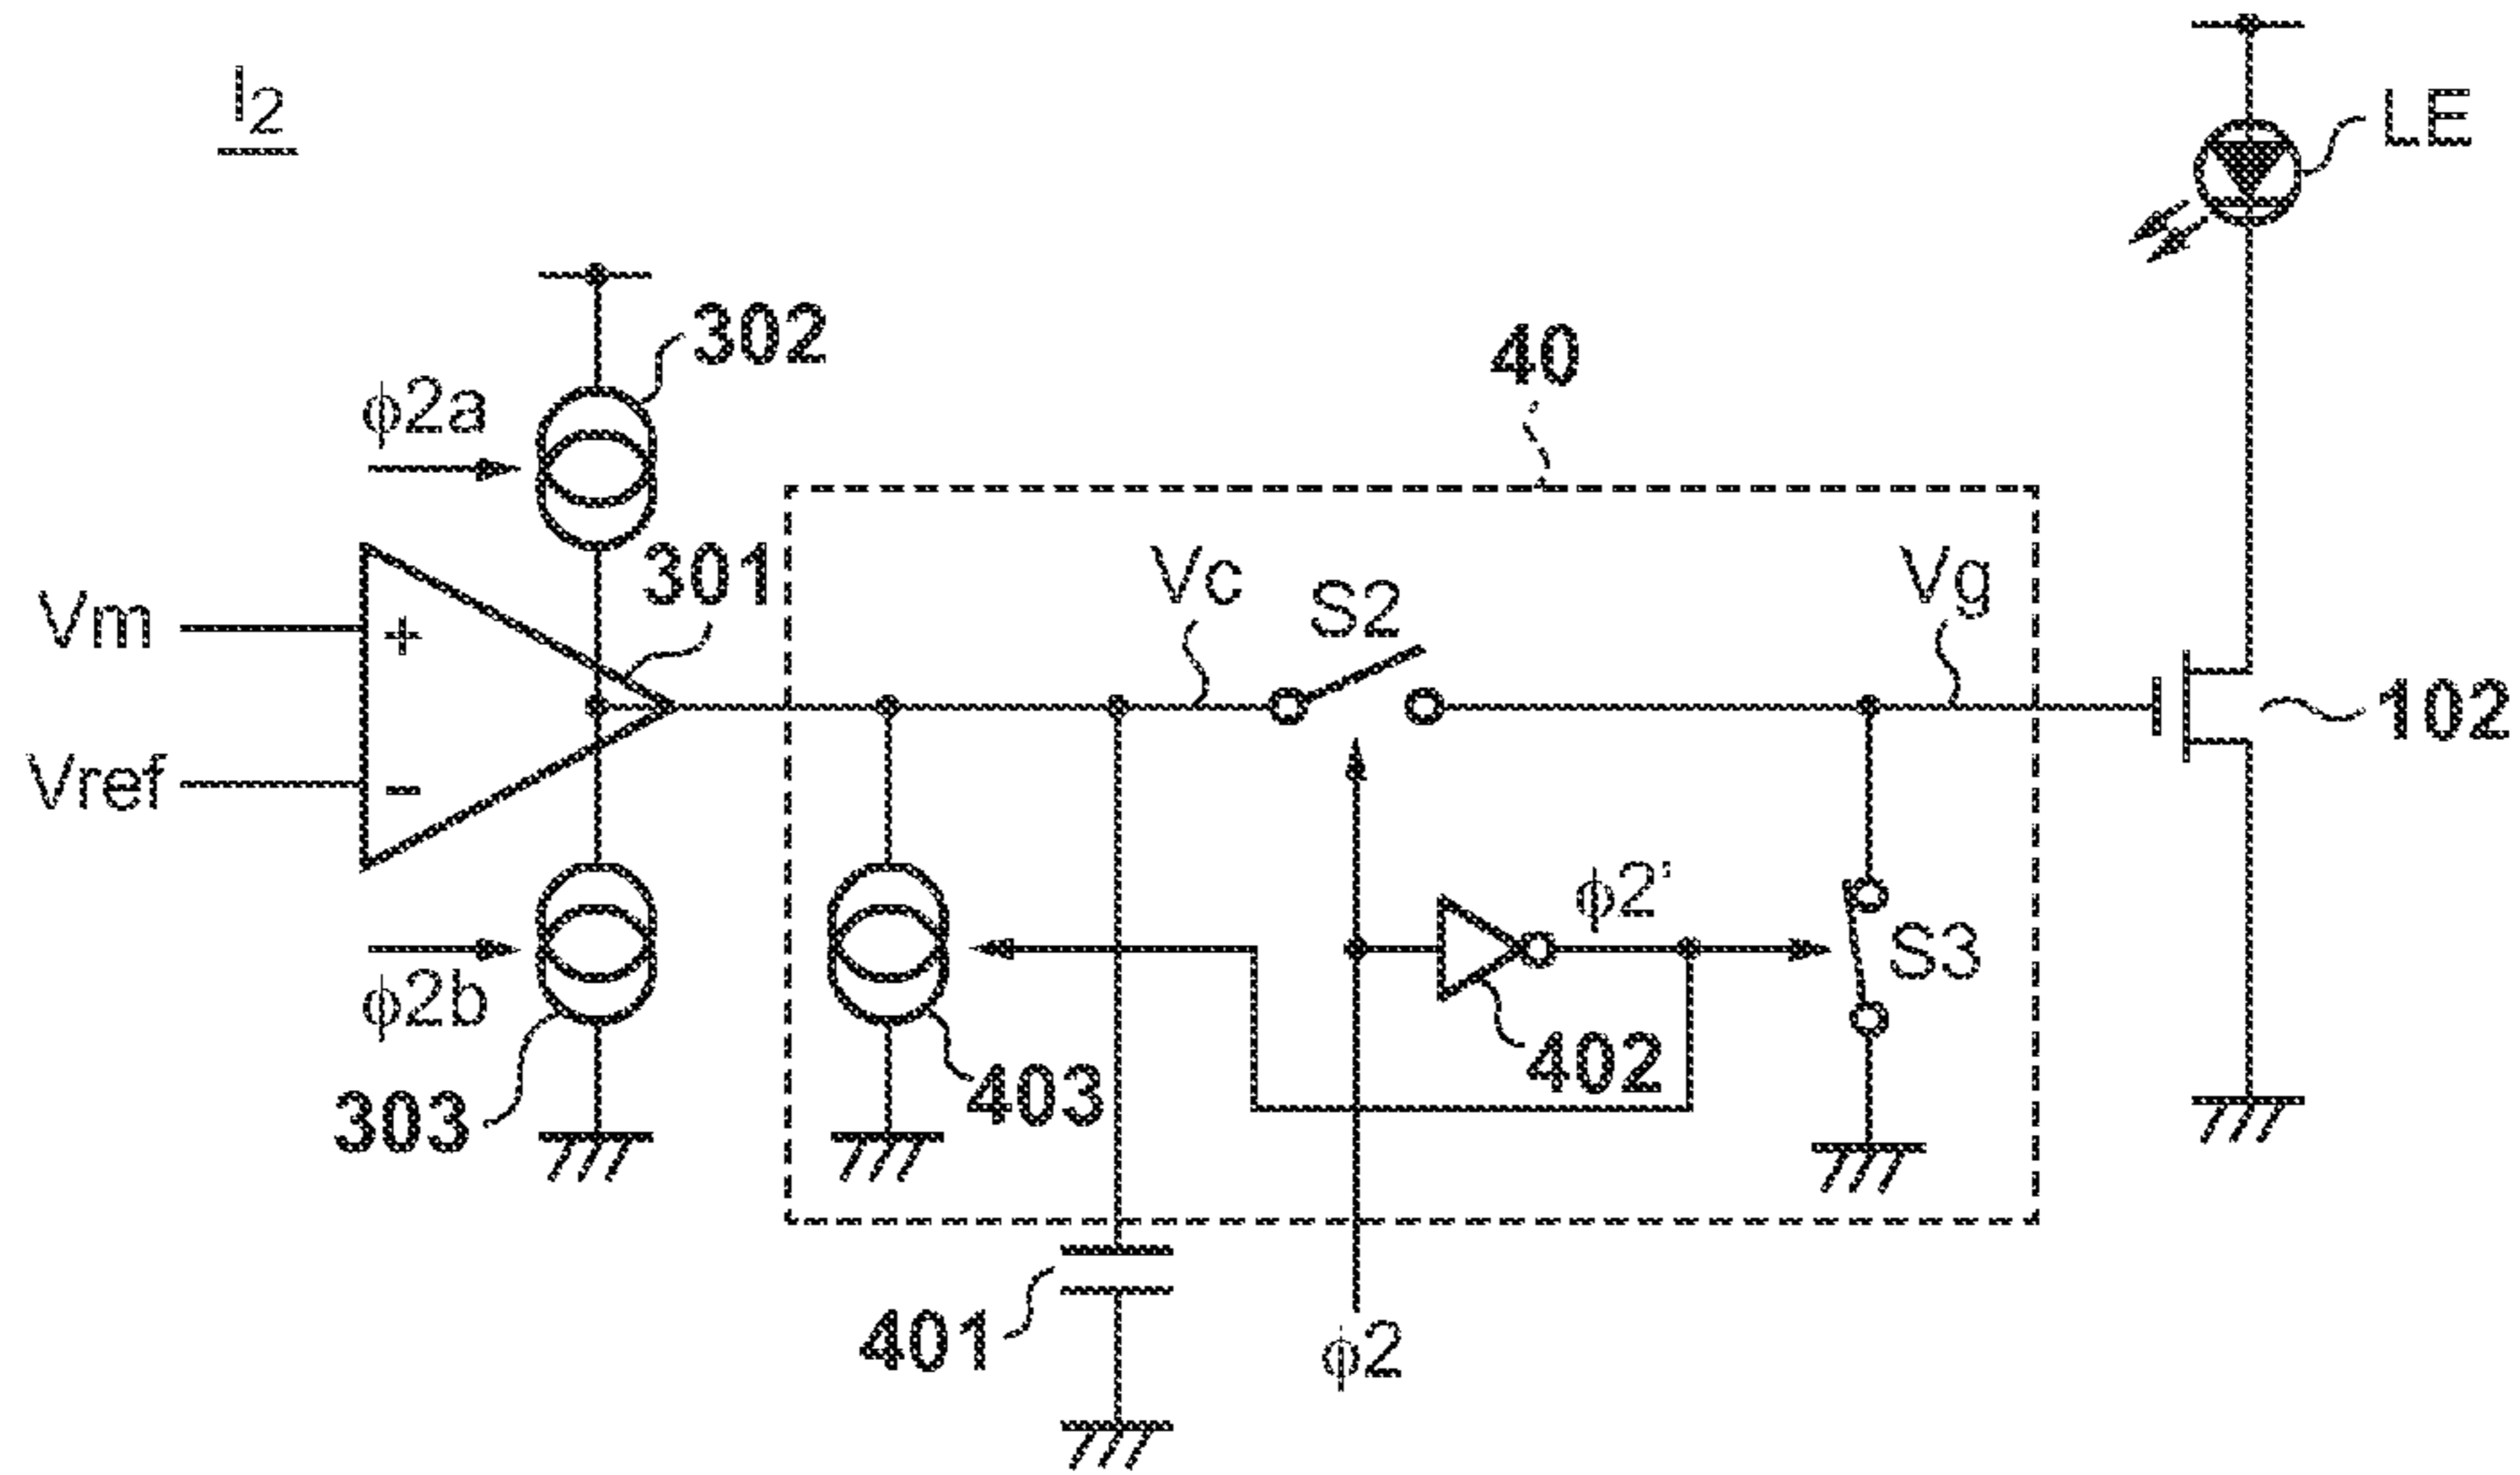 I2
LE
302
40
φ2a
301
Vm
+
Vc
S2
Vg
102
Vref
-
φ2'
S3
φ2b
402
403
303
401
φ2